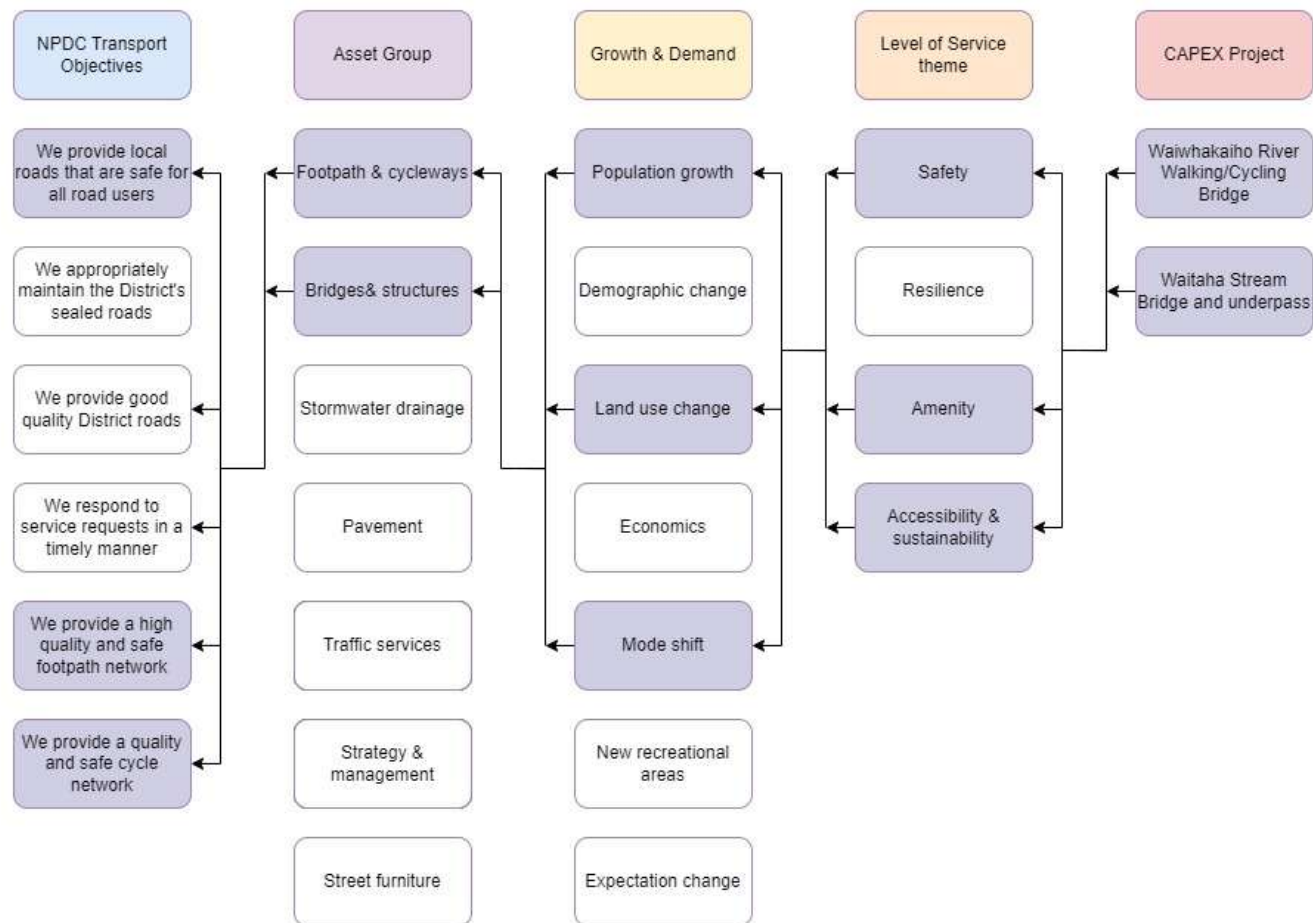 NPDC Transport
Objectives
Asset Group
Growth & Demand
Level of Service
theme
CAPEX Project
We provide local
roads that are safe for
all road users
Footpath & cycleways
Population growth
Safety
Waiwhakaiho River
Walking/Cycling
Bridge
We appropriately
maintain the District's
sealed roads
Bridges& structures
Demographic change
Resilience
Waitaha Stream
Bridge and underpass
We provide good
quality District roads
Stormwater drainage
Land use change
Amenity
We respond to
service requests in a
timely manner
Pavement
Economics
Accessibility &
sustainability
We provide a high
quality and safe
footpath network
Traffic services
Mode shift
We provide a quality
and safe cycle
network
Strategy &
management
New recreational
areas
Street furniture
Expectation change